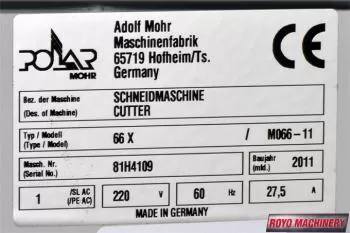 POLAR
MOHR
Adolf Mohr
Maschinenfabrik
65719 Hofheim/Ts.
Germany
CE
Bez. der Maschine
(Des. of Machine)
SCHNEIDMASCHINE
CUTTER
Typ / Modell
(Type / Model)
66 X / M066-11
Masch. Nr.
(Serial No.)
81H4109
Baujahr
(mkd.)
2011
1 /SL AC
(/PE AC)
220 V
60 Hz
27,5 A
MADE IN GERMANY
ROYO MACHINERY